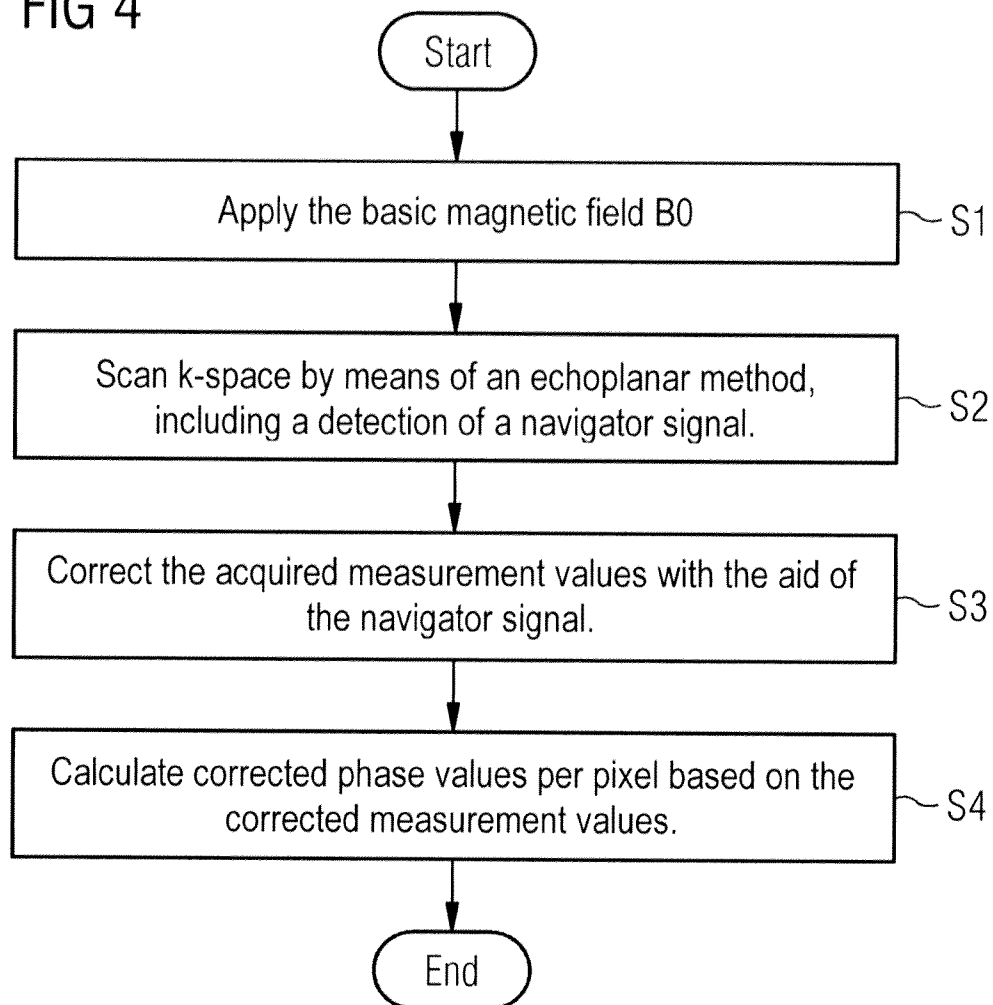 FIG 4
Start
Apply the basic magnetic field B0
S1
Scan k-space by means of an echoplanar method,
including a detection of a navigator signal.
S2
Correct the acquired measurement values with the aid of
the navigator signal.
S3
Calculate corrected phase values per pixel based on the
corrected measurement values.
S4
End